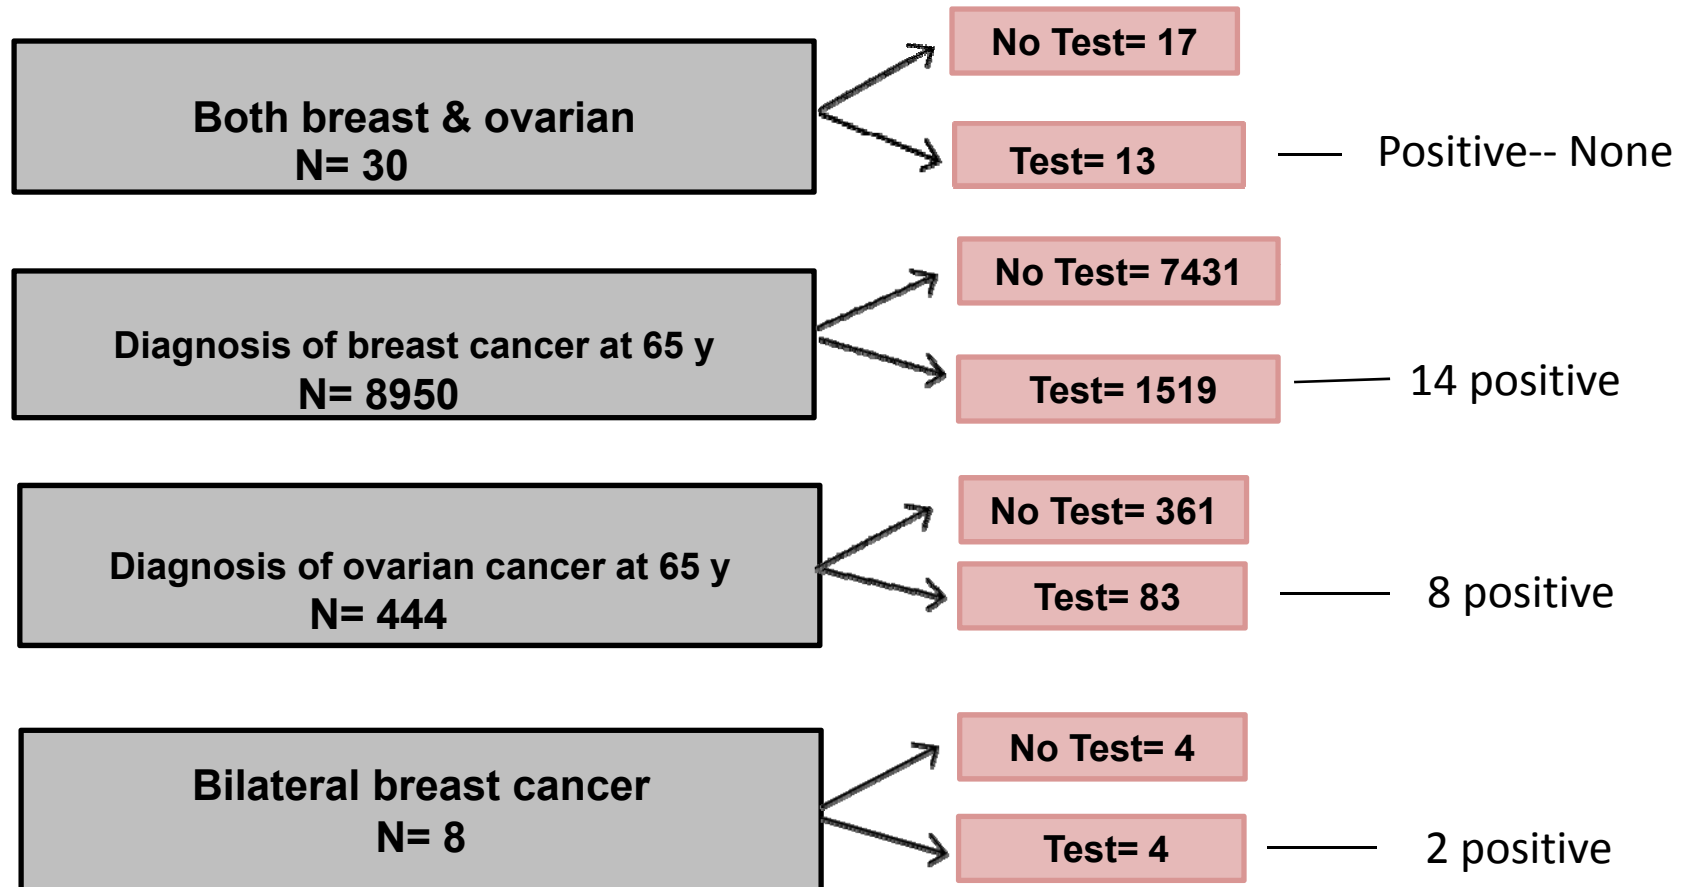 Both breast & ovarian
N= 30
No Test= 17
Test= 13
Positive-- None
Diagnosis of breast cancer at 65 y
N= 8950
No Test= 7431
Test= 1519
14 positive
Diagnosis of ovarian cancer at 65 y
N= 444
No Test= 361
Test= 83
8 positive
Bilateral breast cancer
N= 8
No Test= 4
Test= 4
2 positive